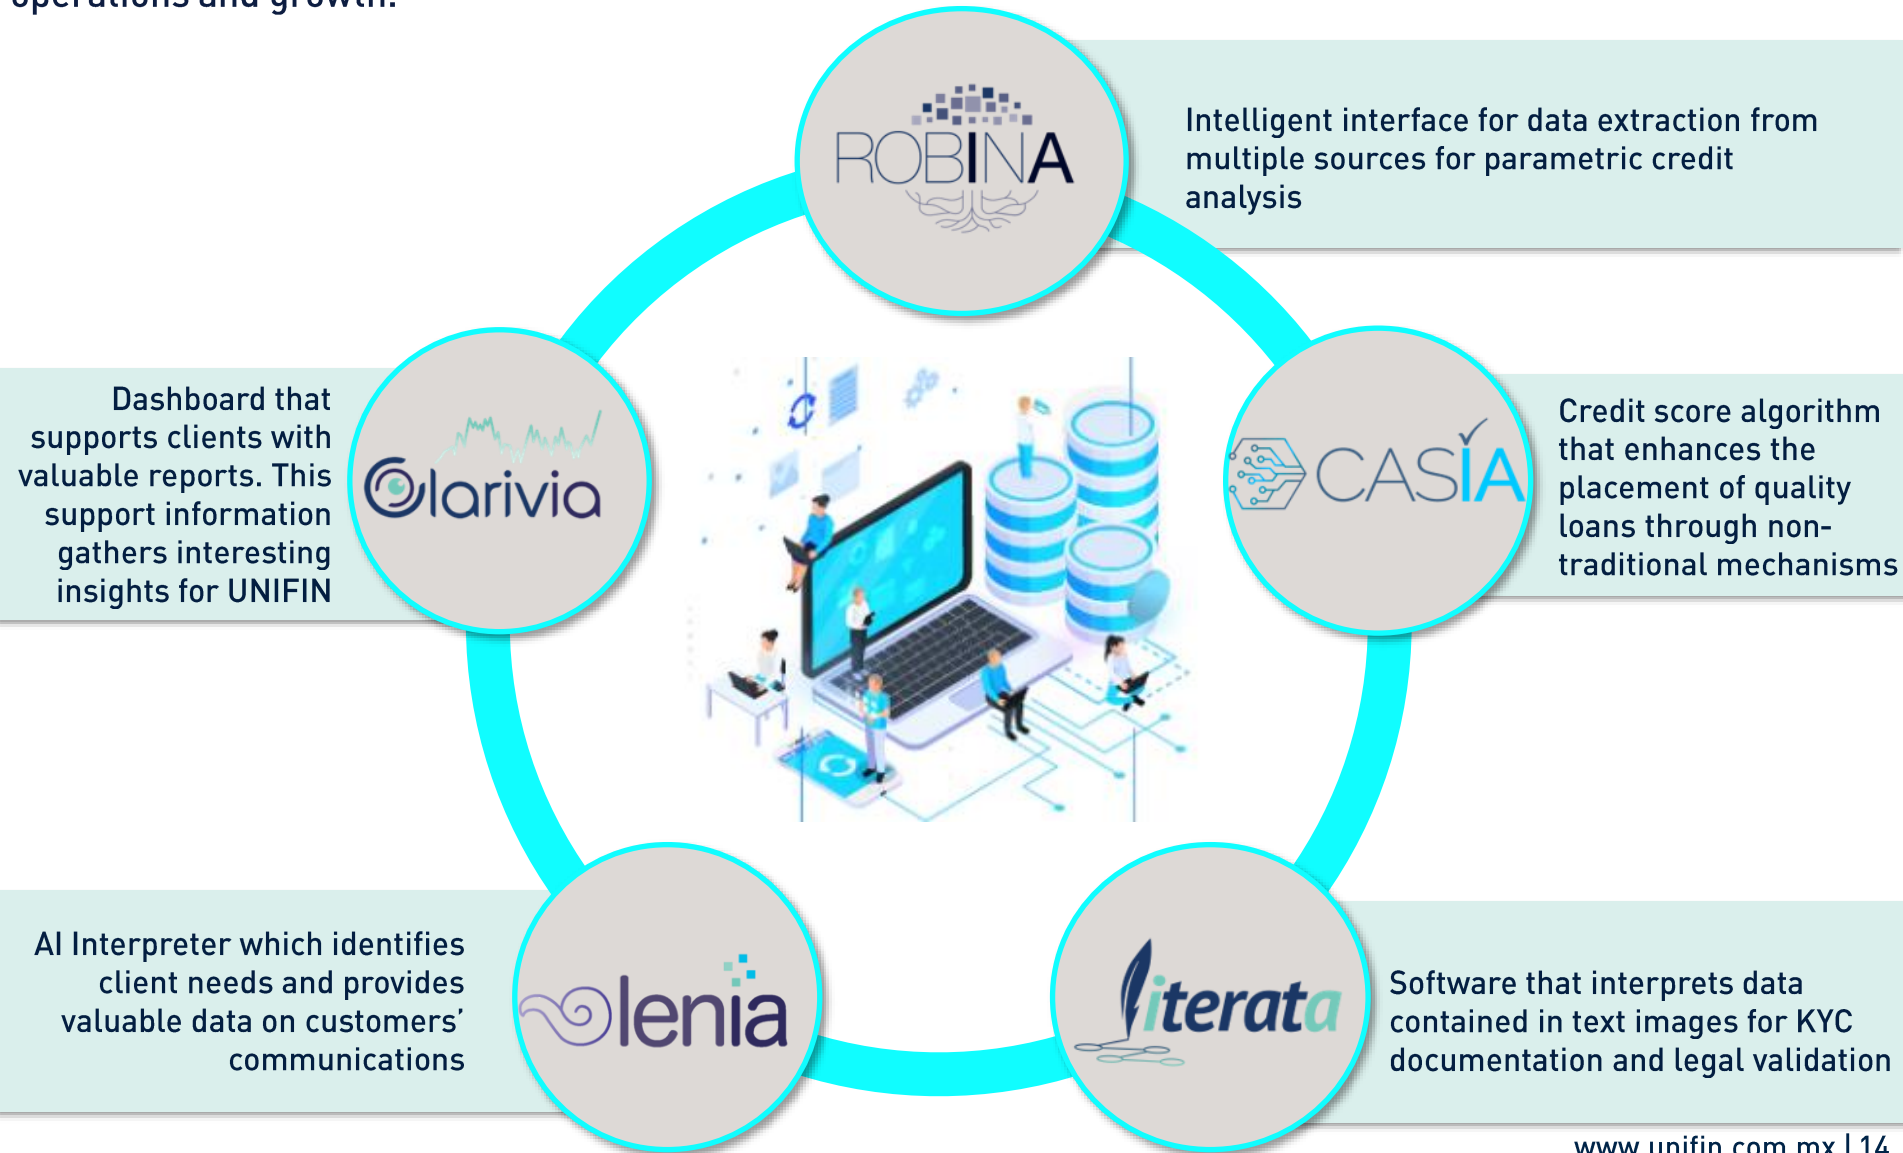 operations and growth.
ROBINA
Intelligent interface for data extraction from
multiple sources for parametric credit
analysis
Dashboard that
supports clients with
valuable reports. This
support information
gathers interesting
insights for UNIFIN
Clarivia
CASIA
Credit score algorithm
that enhances the
placement of quality
loans through non-
traditional mechanisms
AI Interpreter which identifies
client needs and provides
valuable data on customers’
communications
lenia
literata
Software that interprets data
contained in text images for KYC
documentation and legal validation
www.unifin.com.mx | 14